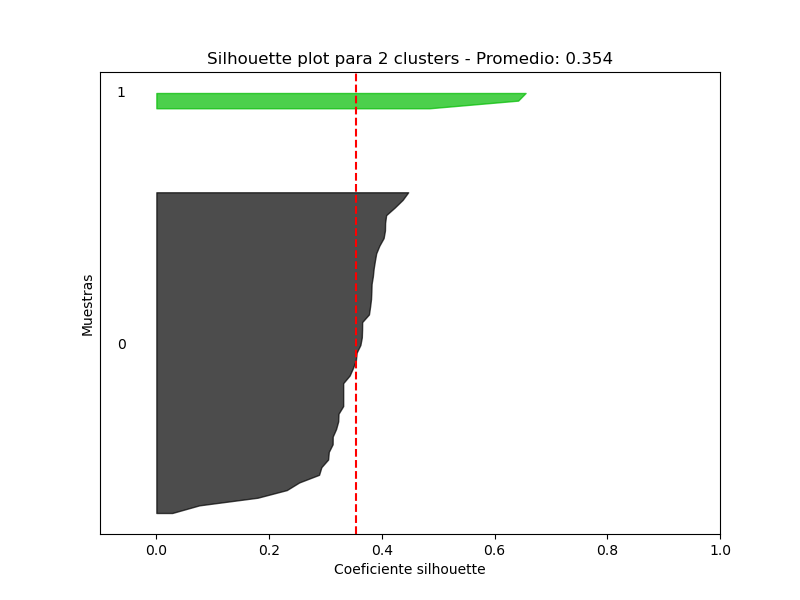 Silhouette plot para 2 clusters - Promedio: 0.354
1
0
Muestras
0.0 0.2 0.4 0.6 0.8 1.0
Coeficiente silhouette